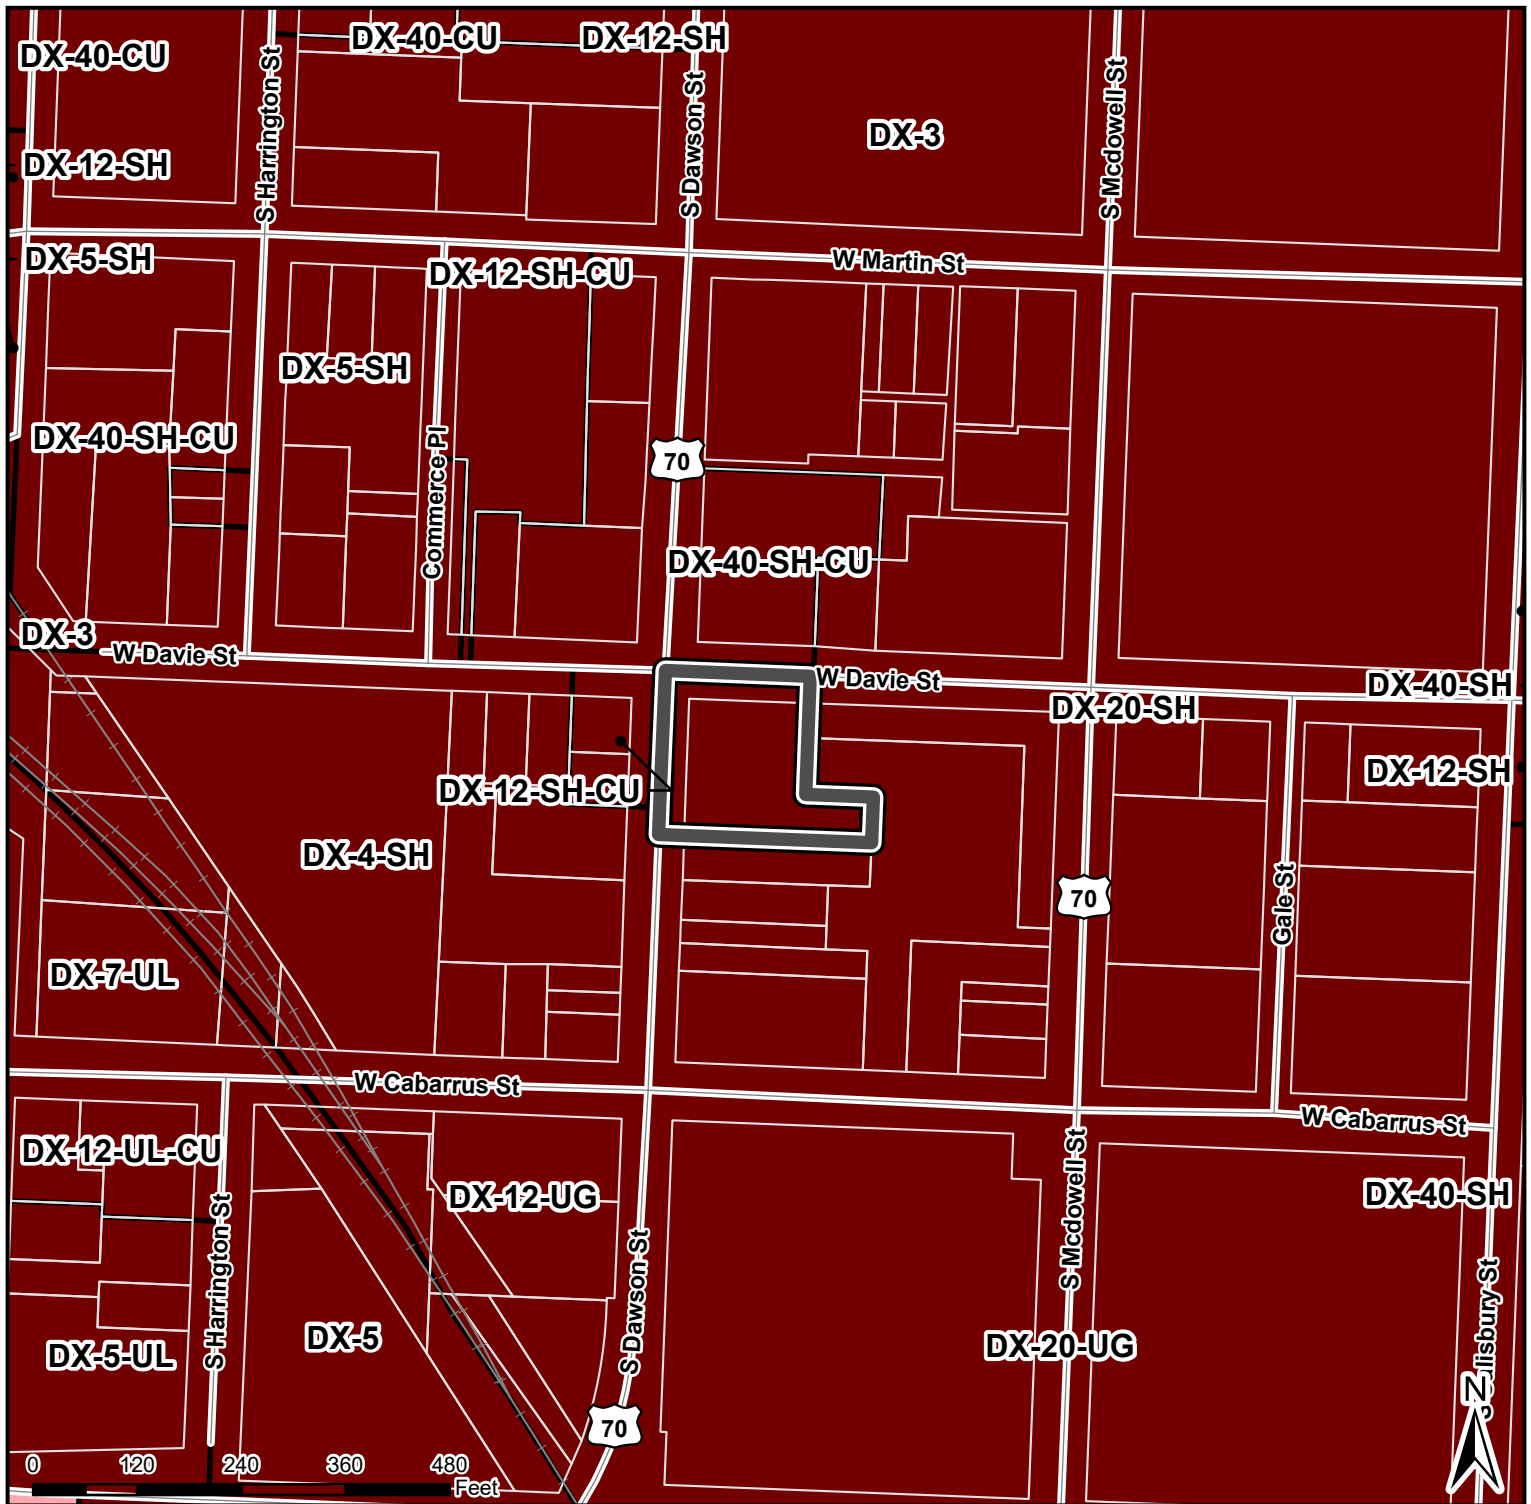 DX-40-CU
DX-40-CU
DX-12-SH
S Harrington St
S Dawson St
S Mcdowell St
DX-3
DX-12-SH
DX-5-SH
DX-12-SH-CU
W Martin St
DX-5-SH
DX-40-SH-CU
Commerce Pl
70
DX-40-SH-CU
DX-3
W Davie St
W Davie St
DX-40-SH
DX-20-SH
DX-12-SH-CU
DX-12-SH
DX-4-SH
70
Gale St
DX-7-UL
W Cabarrus St
W Cabarrus St
DX-12-UL-CU
DX-12-UG
DX-40-SH
S Harrington St
S Dawson St
S Mcdowell St
S Salisbury St
DX-5
DX-5-UL
DX-20-UG
N
70
0 120 240 360 480
Feet